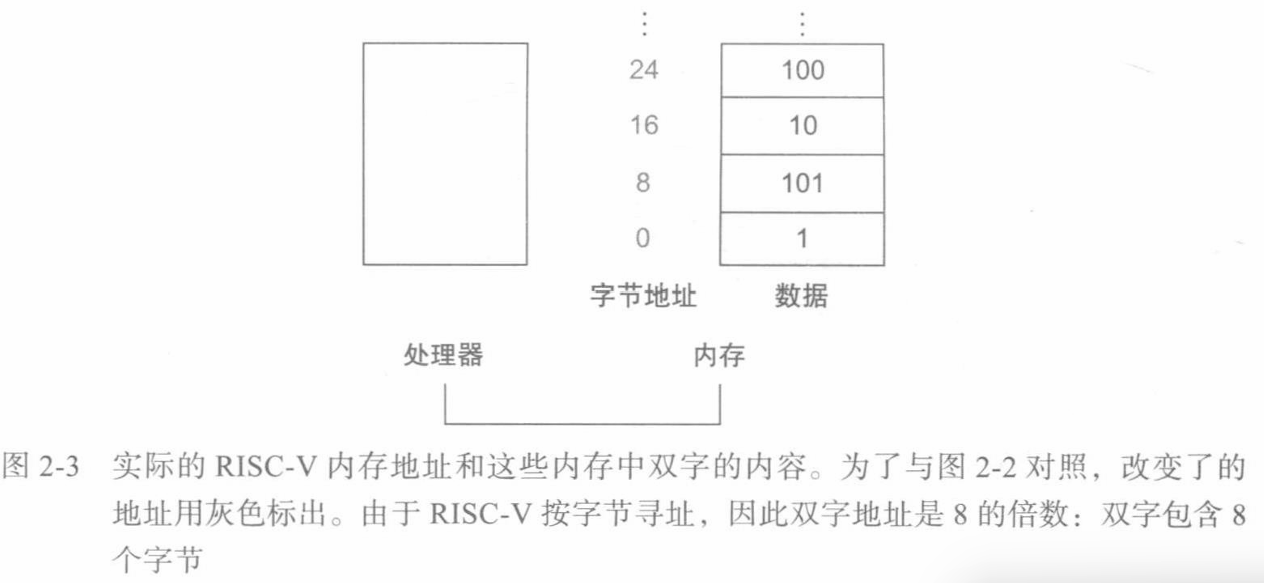 ⋮ ⋮
24 100
16 10
8 101
0 1
字节地址 数据
处理器 内存
图 2-3 实际的 RISC-V 内存地址和这些内存中双字的内容。为了与图 2-2 对照，改变了的
地址用灰色标出。由于 RISC-V 按字节寻址，因此双字地址是 8 的倍数：双字包含 8
个字节